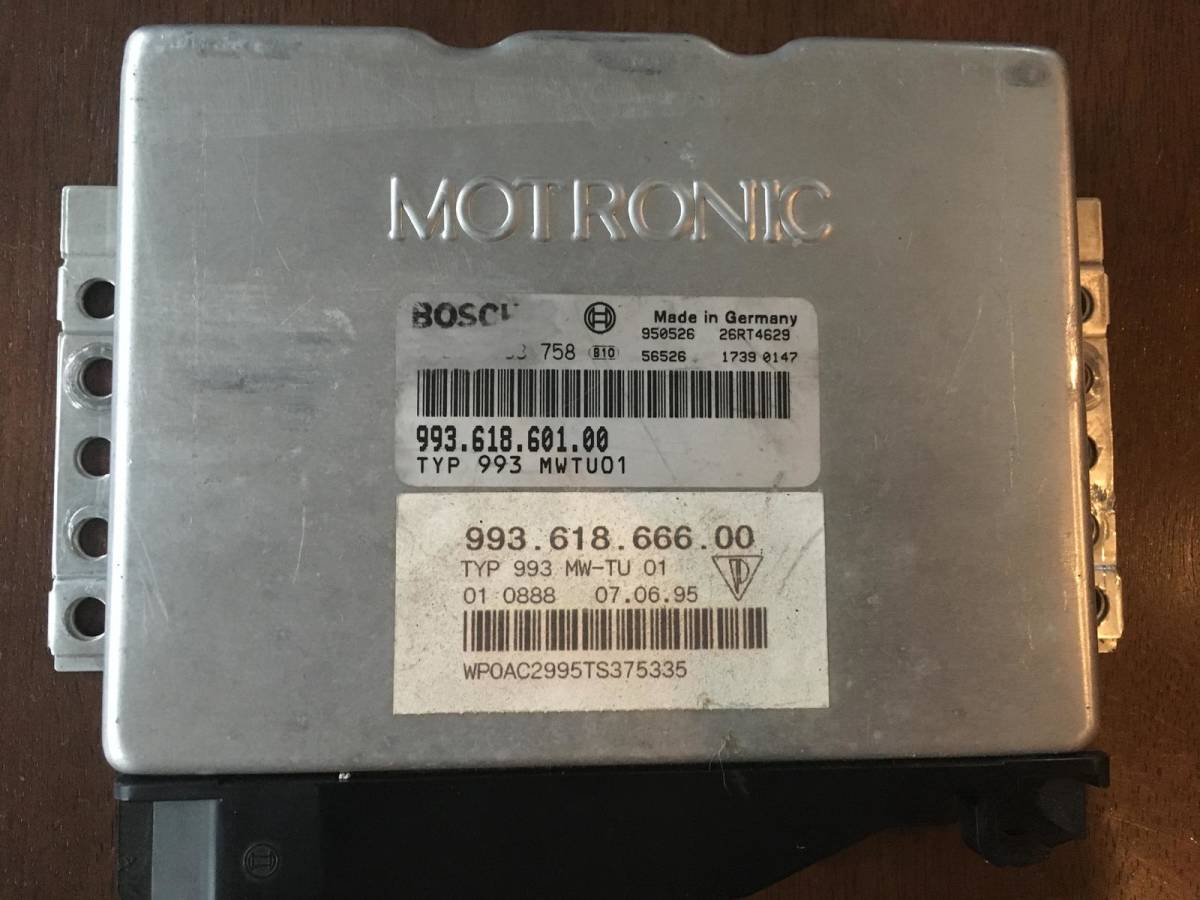 MOTRONIC
BOSCH
Made in Germany
950526 26RT4629
758 B10 56526 1739 0147
993.618.601.00
TYP 993 MWTU01
993.618.666.00
TYP 993 MW-TU 01
01 0888 07.06.95
WP0AC2995TS375335